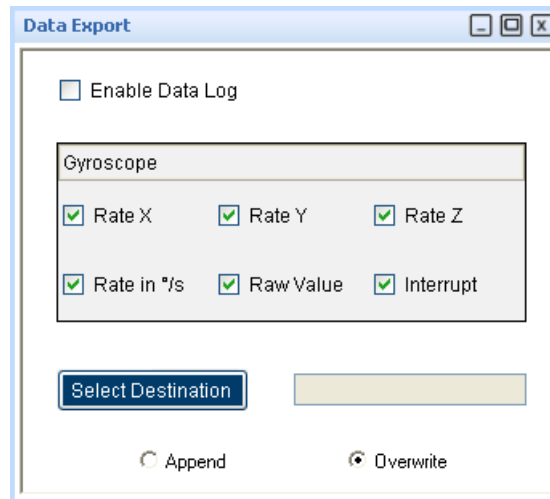 Data Export
Enable Data Log
Gyroscope
Rate X Rate Y Rate Z
Rate in °/s Raw Value Interrupt
Select Destination
Append Overwrite